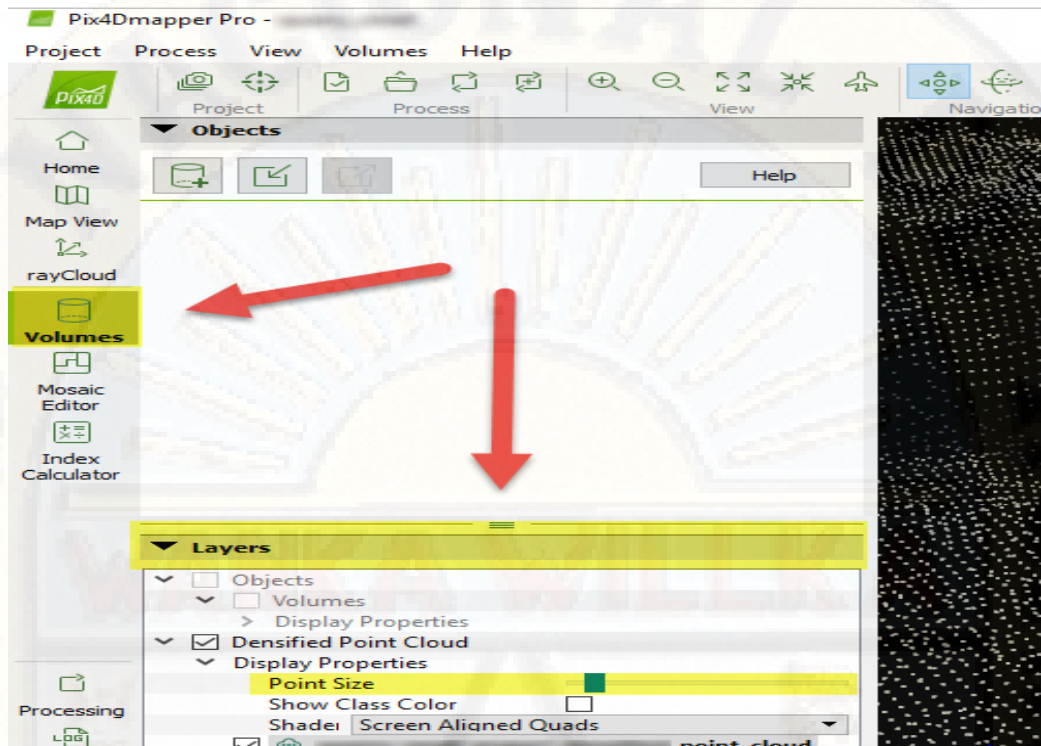 Pix4Dmapper Pro -
Project Process View Volumes Help
PIX4D
Project Process View Navigatio
Objects
Help
Home
Map View
rayCloud
Volumes
Mosaic
Editor
Index
Calculator
Layers
Objects
Volumes
Display Properties
Densified Point Cloud
Display Properties
Point Size
Show Class Color
Shader Screen Aligned Quads
point_cloud
Processing
LOG
WILLK